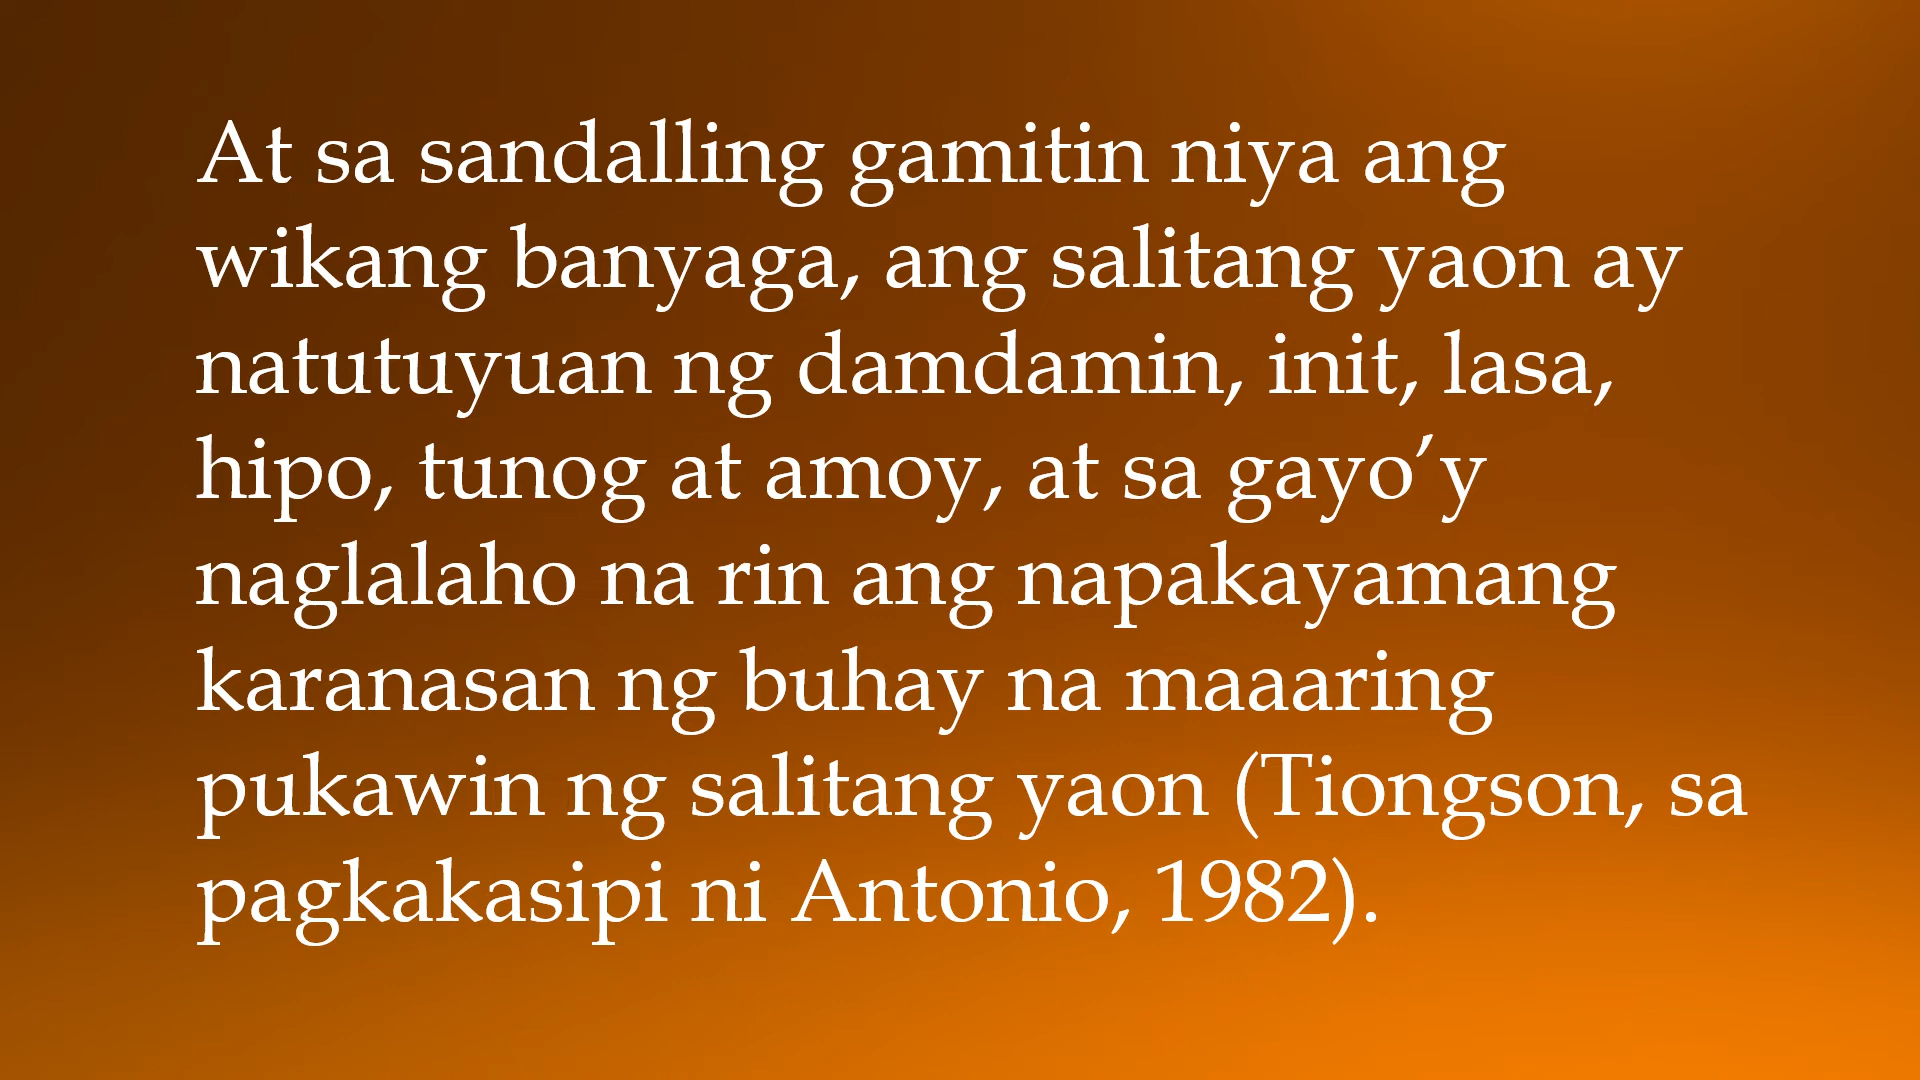 At sa sandalling gamitin niya ang
wikang banyaga, ang salitang yaon ay
natutuyuan ng damdamin, init, lasa,
hipo, tunog at amoy, at sa gayo’y
naglalaho na rin ang napakayamang
karanasan ng buhay na maaaring
pukawin ng salitang yaon (Tiongson, sa
pagkakasipi ni Antonio, 1982).